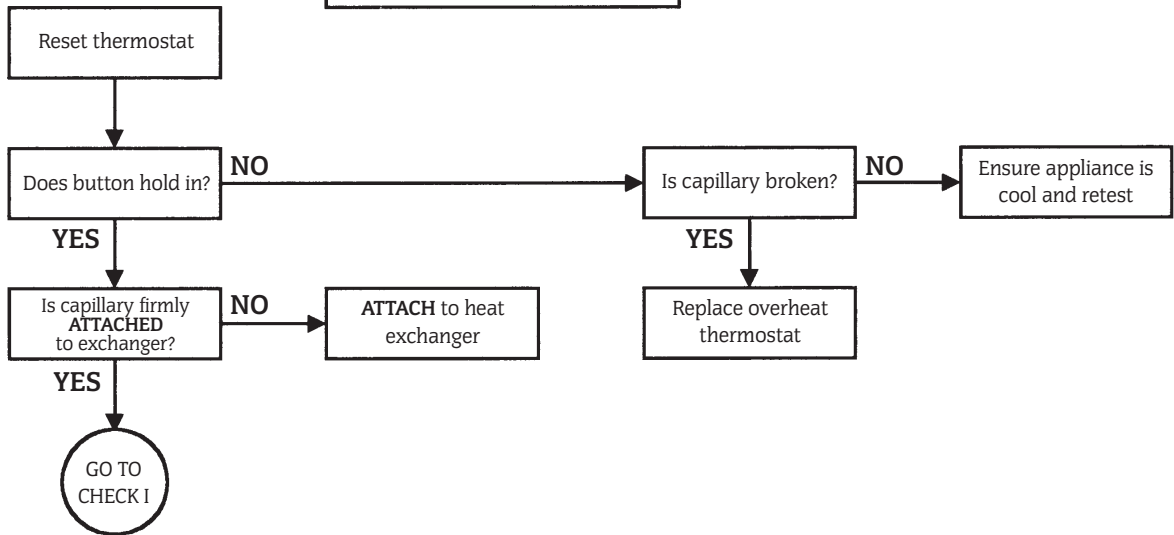 Reset thermostat
Does button hold in?
NO
Is capillary broken?
NO
Ensure appliance is
cool and retest
YES
YES
Is capillary firmly
ATTACHED
to exchanger?
NO
ATTACH to heat
exchanger
Replace overheat
thermostat
YES
GO TO
CHECK I